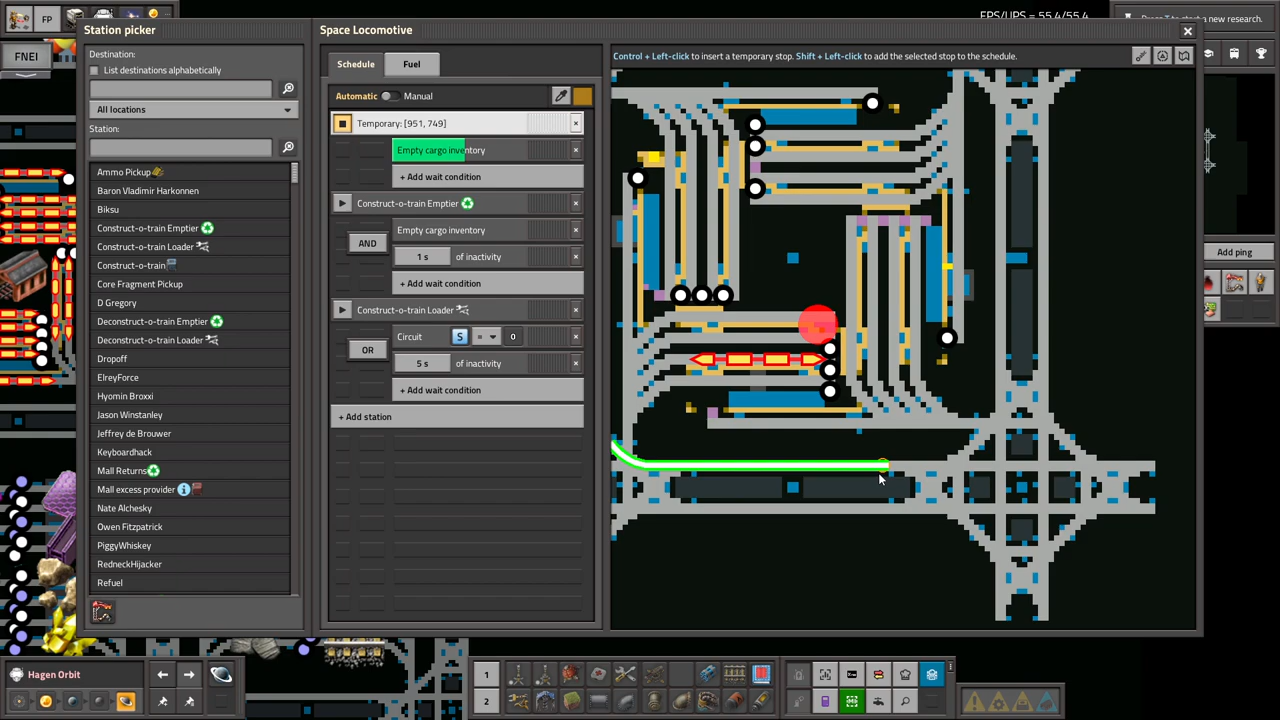 FP
FPS/UPS = 55.4/55.4
to start a new research.
FNEI
Station picker
Destination:
List destinations alphabetically
All locations
Station:
Ammo Pickup
Baron Vladimir Harkonnen
Biksu
Construct-o-train Emptier
Construct-o-train Loader
Construct-o-train
Core Fragment Pickup
D Gregory
Deconstruct-o-train Emptier
Deconstruct-o-train Loader
Dropoff
ElreyForce
Hyomin Broxxi
Jason Winstanley
Jeffrey de Brouwer
Keyboardhack
Mall Returns
Mall excess provider
Nate Alchesky
Owen Fitzpatrick
PiggyWhiskey
RedneckHijacker
Refuel
Space Locomotive
Schedule
Fuel
Automatic
Manual
Temporary: [951, 749]
Empty cargo inventory
+ Add wait condition
Construct-o-train Emptier
Empty cargo inventory
AND
1 s of inactivity
+ Add wait condition
Construct-o-train Loader
Circuit S = 0
OR
5 s of inactivity
+ Add wait condition
+ Add station
Control + Left-click to insert a temporary stop. Shift + Left-click to add the selected stop to the schedule.
Add ping
Hagen Orbit
1
2